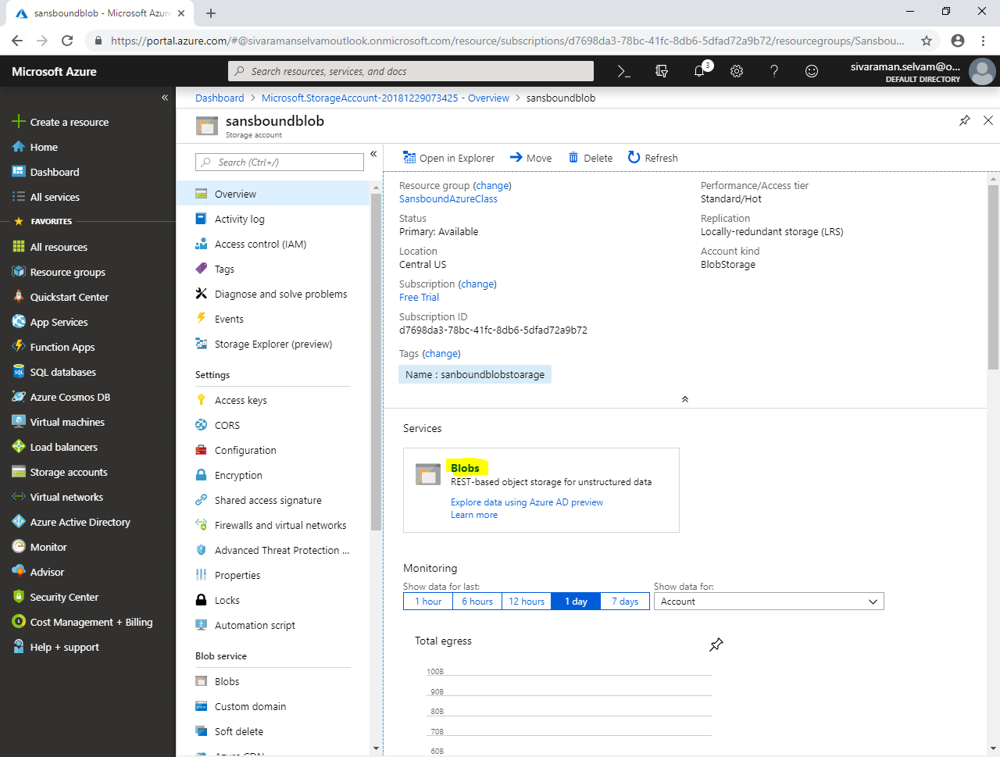 sansboundblob - Microsoft Azure
https://portal.azure.com/#@sivaramanselvamoutlook.onmicrosoft.com/resource/subscriptions/d7698da3-78bc-41fc-8db6-5dfad72a9b72/resourcegroups/Sansbou...
Microsoft Azure
Search resources, services, and docs
3
sivaraman.selvam@o...
DEFAULT DIRECTORY
Create a resource
Home
Dashboard
All services
FAVORITES
All resources
Resource groups
Quickstart Center
App Services
Function Apps
SQL databases
Azure Cosmos DB
Virtual machines
Load balancers
Storage accounts
Virtual networks
Azure Active Directory
Monitor
Advisor
Security Center
Cost Management + Billing
Help + support
Dashboard > Microsoft.StorageAccount-20181229073425 - Overview > sansboundblob
sansboundblob
Storage account
Search (Ctrl+/)
Overview
Activity log
Access control (IAM)
Tags
Diagnose and solve problems
Events
Storage Explorer (preview)
Settings
Access keys
CORS
Configuration
Encryption
Shared access signature
Firewalls and virtual networks
Advanced Threat Protection ...
Properties
Locks
Automation script
Blob service
Blobs
Custom domain
Soft delete
Azure CDN
Open in Explorer
Move
Delete
Refresh
Resource group (change)
SansboundAzureClass
Status
Primary: Available
Location
Central US
Subscription (change)
Free Trial
Subscription ID
d7698da3-78bc-41fc-8db6-5dfad72a9b72
Tags (change)
Name : sanboundblobstoarage
Performance/Access tier
Standard/Hot
Replication
Locally-redundant storage (LRS)
Account kind
BlobStorage
Services
Blobs
REST-based object storage for unstructured data
Explore data using Azure AD preview
Learn more
Monitoring
Show data for last:
1 hour
6 hours
12 hours
1 day
7 days
Show data for:
Account
Total egress
100B
90B
80B
70B
60B